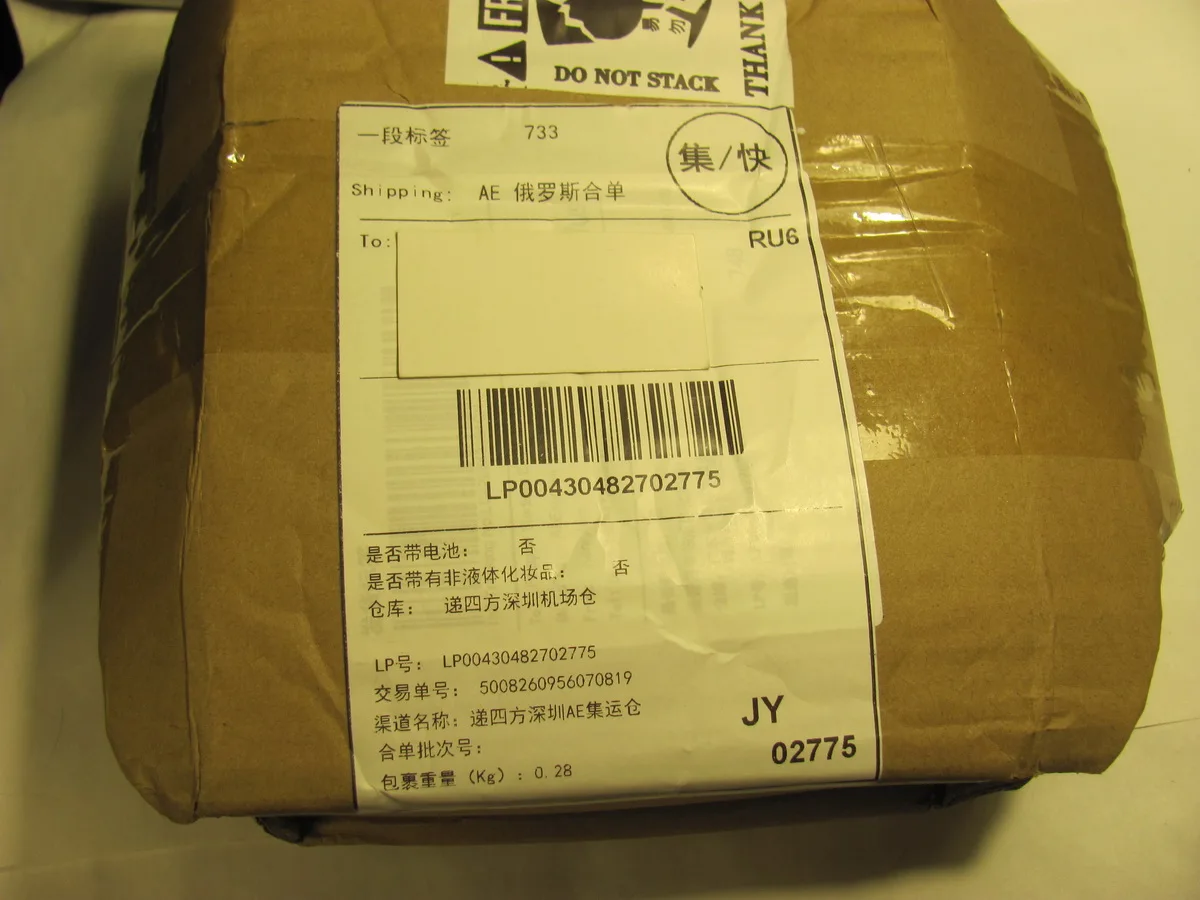 DO NOT STACK
THANK
易
勿
一段标签 733
集/快
Shipping: AE 俄罗斯合单
To:
RU6
LP00430482702775
是否带电池: 否
是否带有非液体化妆品: 否
仓库: 递四方深圳机场仓
LP号: LP00430482702775
交易单号: 5008260956070819
渠道名称: 递四方深圳AE集运仓
合单批次号:
包裹重量 (Kg) : 0.28
JY
02775